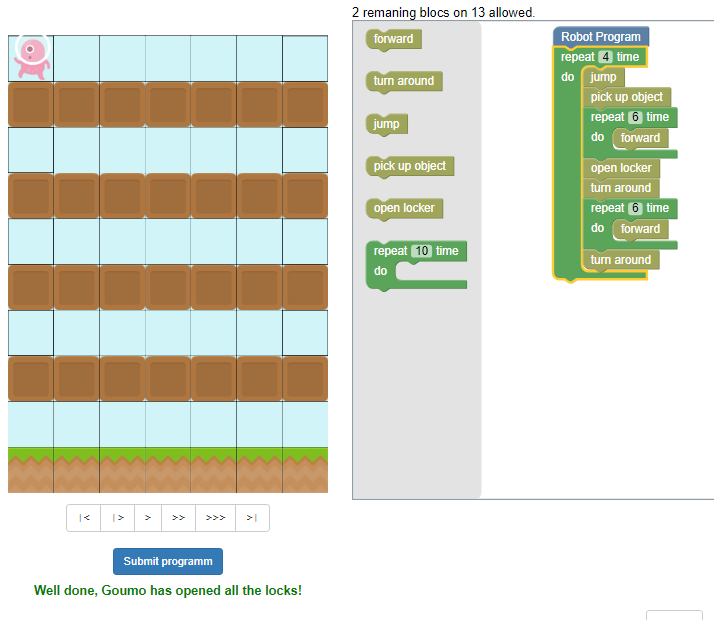 2 remaning blocs on 13 allowed.
forward
turn around
jump
pick up object
open locker
repeat 10 time
do
Robot Program
repeat 4 time
do jump
pick up object
repeat 6 time
do forward
open locker
turn around
repeat 6 time
do forward
turn around
|< |> > >> >>> >|
Submit programm
Well done, Goumo has opened all the locks!